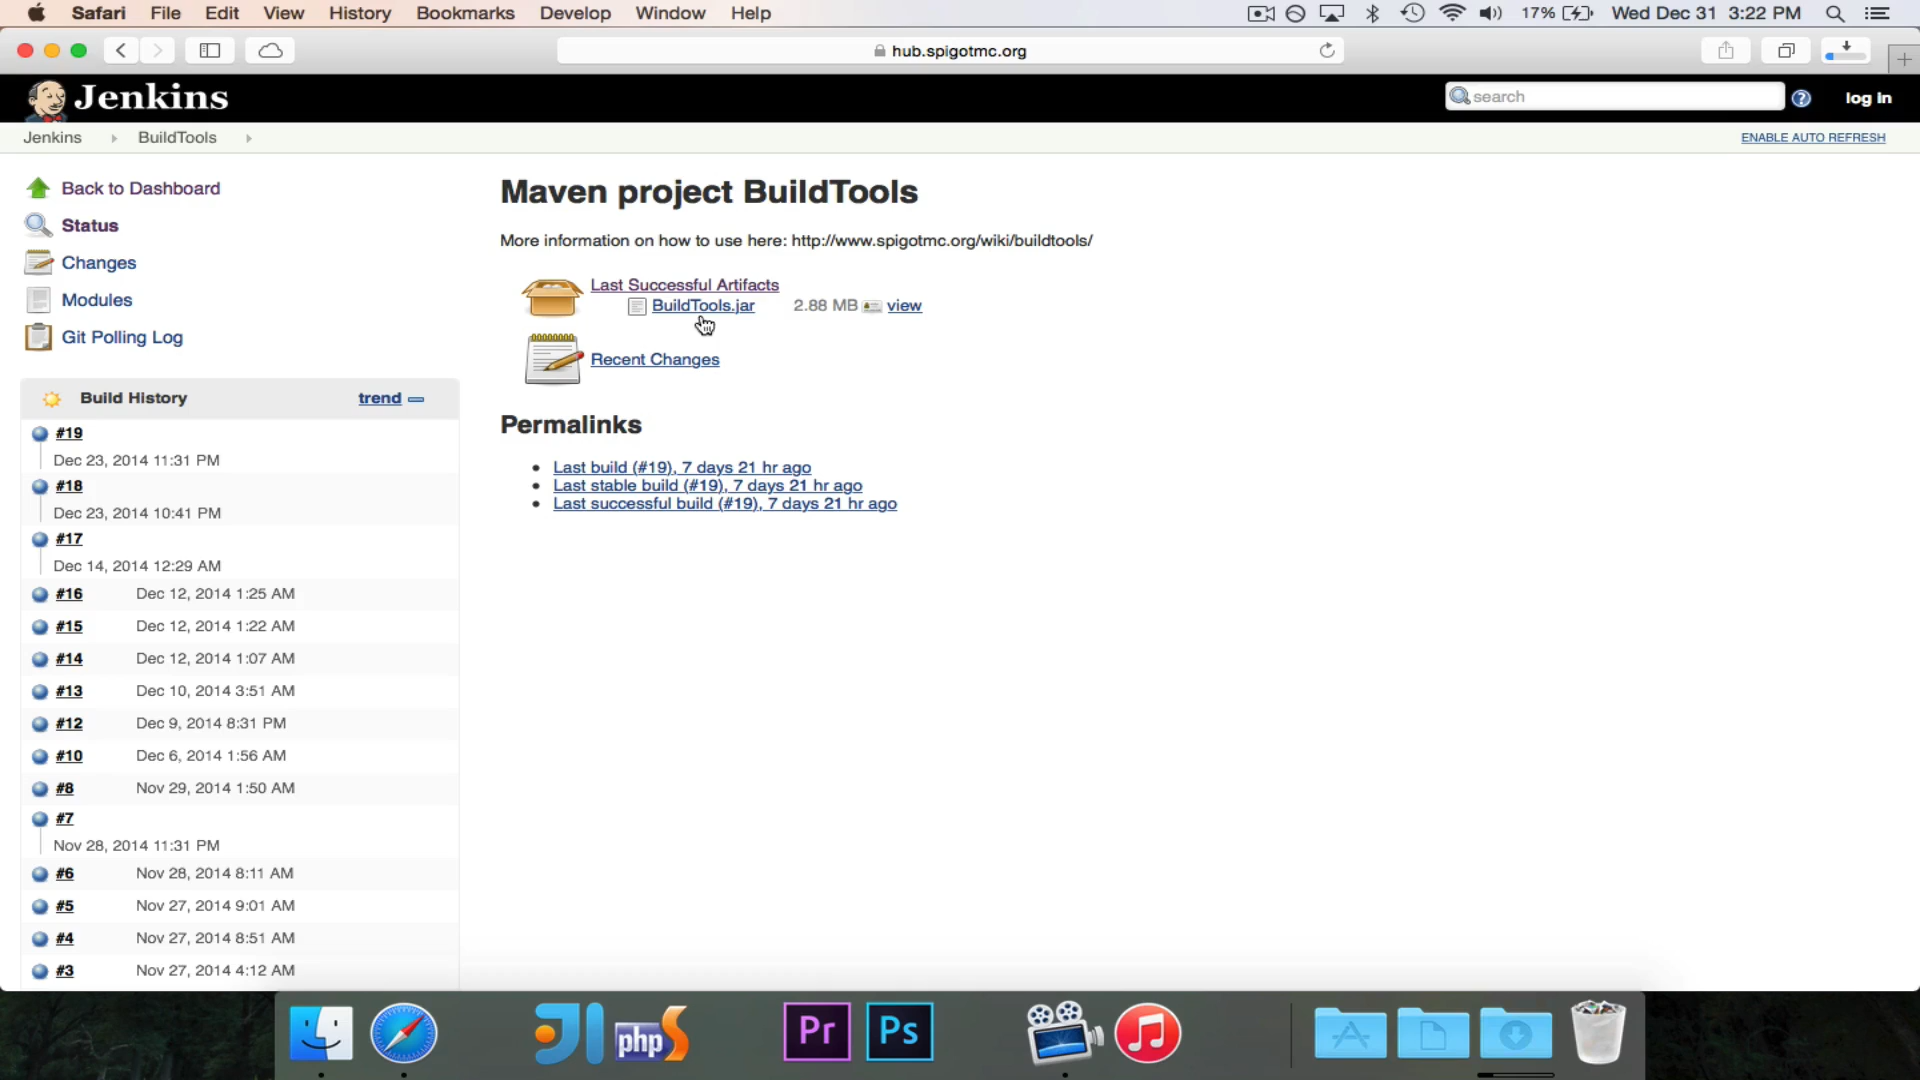 Safari File Edit View History Bookmarks Develop Window Help 17% Wed Dec 31 3:22 PM
hub.spigotmc.org
Jenkins search log in
Jenkins BuildTools ENABLE AUTO REFRESH
Back to Dashboard
Status
Changes
Modules
Git Polling Log
Build History trend
#19
Dec 23, 2014 11:31 PM
#18
Dec 23, 2014 10:41 PM
#17
Dec 14, 2014 12:29 AM
#16 Dec 12, 2014 1:25 AM
#15 Dec 12, 2014 1:22 AM
#14 Dec 12, 2014 1:07 AM
#13 Dec 10, 2014 3:51 AM
#12 Dec 9, 2014 8:31 PM
#10 Dec 6, 2014 1:56 AM
#8 Nov 29, 2014 1:50 AM
#7
Nov 28, 2014 11:31 PM
#6 Nov 28, 2014 8:11 AM
#5 Nov 27, 2014 9:01 AM
#4 Nov 27, 2014 8:51 AM
#3 Nov 27, 2014 4:12 AM
Maven project BuildTools
More information on how to use here: http://www.spigotmc.org/wiki/buildtools/
Last Successful Artifacts
BuildTools.jar 2.88 MB view
Recent Changes
Permalinks
Last build (#19), 7 days 21 hr ago
Last stable build (#19), 7 days 21 hr ago
Last successful build (#19), 7 days 21 hr ago
php Pr Ps